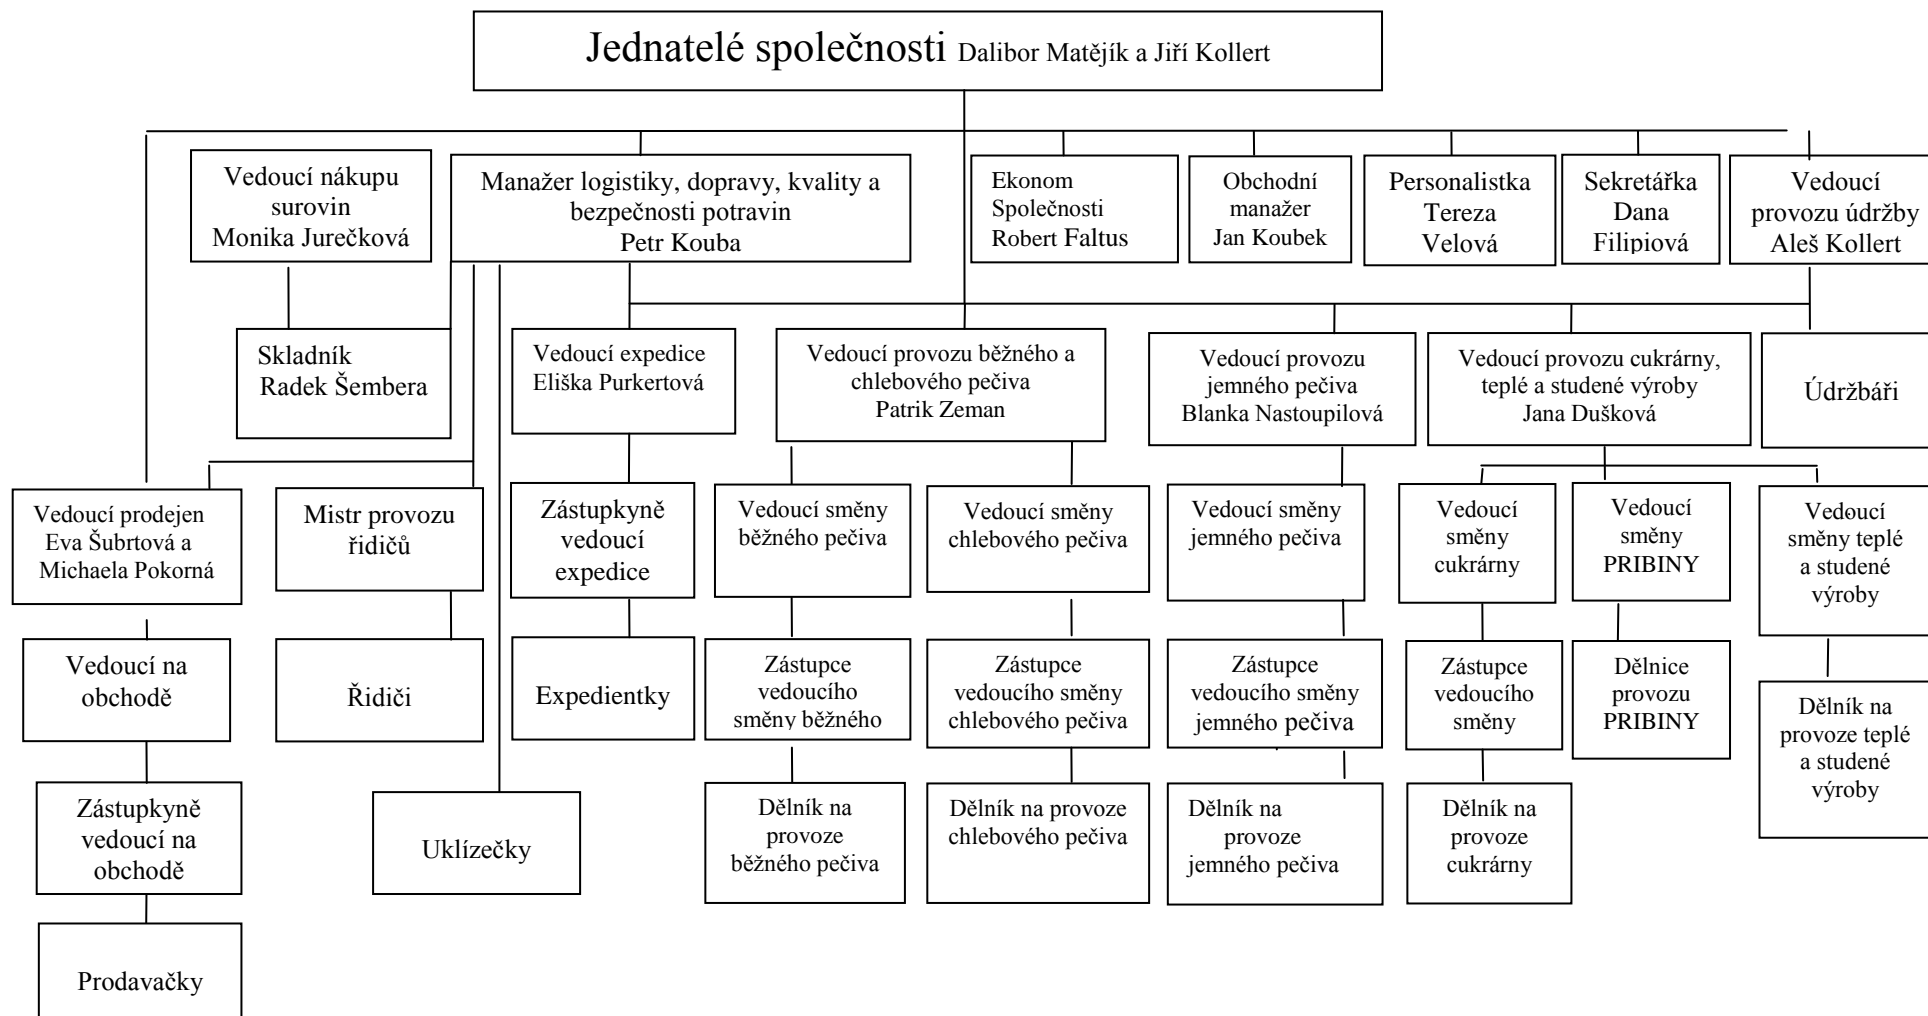 Jednatelé společnosti Dalibor Matějík a Jiří Kollert
Vedoucí nákupu
surovin
Monika Jurečková
Manažer logistiky, dopravy, kvality a
bezpečnosti potravin
Petr Kouba
Ekonom
Společnosti
Robert Faltus
Obchodní
manažer
Jan Koubek
Personalistka
Tereza
Velová
Sekretářka
Dana
Filipiová
Vedoucí
provozu údržby
Aleš Kollert
Skladník
Radek Šembera
Vedoucí expedice
Eliška Purkertová
Vedoucí provozu běžného a
chlebového pečiva
Patrik Zeman
Vedoucí provozu
jemného pečiva
Blanka Nastoupilová
Vedoucí provozu cukrárny,
teplé a studené výroby
Jana Dušková
Údržbáři
Vedoucí prodejen
Eva Šubrtová a
Michaela Pokorná
Mistr provozu
řidičů
Zástupkyně
vedoucí
expedice
Vedoucí směny
běžného pečiva
Vedoucí směny
chlebového pečiva
Vedoucí směny
jemného pečiva
Vedoucí
směny
cukrárny
Vedoucí
směny
PRIBINY
Vedoucí
směny teplé
a studené
výroby
Vedoucí na
obchodě
Řidiči
Expedientky
Zástupce
vedoucího
směny běžného
Zástupce
vedoucího směny
chlebového pečiva
Zástupce
vedoucího směny
jemného pečiva
Zástupce
vedoucího
směny
Dělnice
provozu
PRIBINY
Dělník na
provoze teplé
a studené
výroby
Zástupkyně
vedoucí na
obchodě
Uklízečky
Dělník na
provoze
běžného pečiva
Dělník na provoze
chlebového pečiva
Dělník na
provoze
jemného pečiva
Dělník na
provoze
cukrárny
Prodavačky